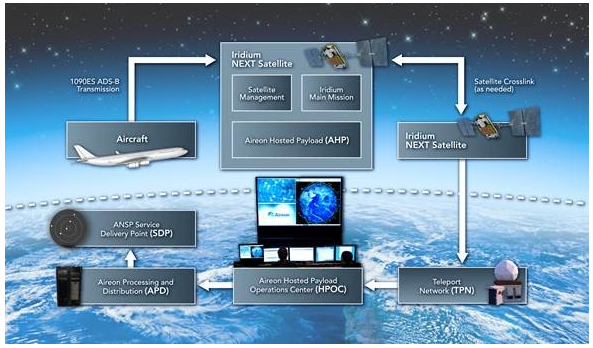 Iridium
NEXT Satellite
1090ES ADS-B
Transmission
Satellite
Management
Iridium
Main Mission
Satellite Crosslink
(as needed)
Aircraft
Aireon Hosted Payload (AHP)
Iridium
NEXT Satellite
Aireon
ANSP Service
Delivery Point (SDP)
Aireon Processing and
Distribution (APD)
Aireon Hosted Payload
Operations Center (HPOC)
Teleport
Network (TPN)